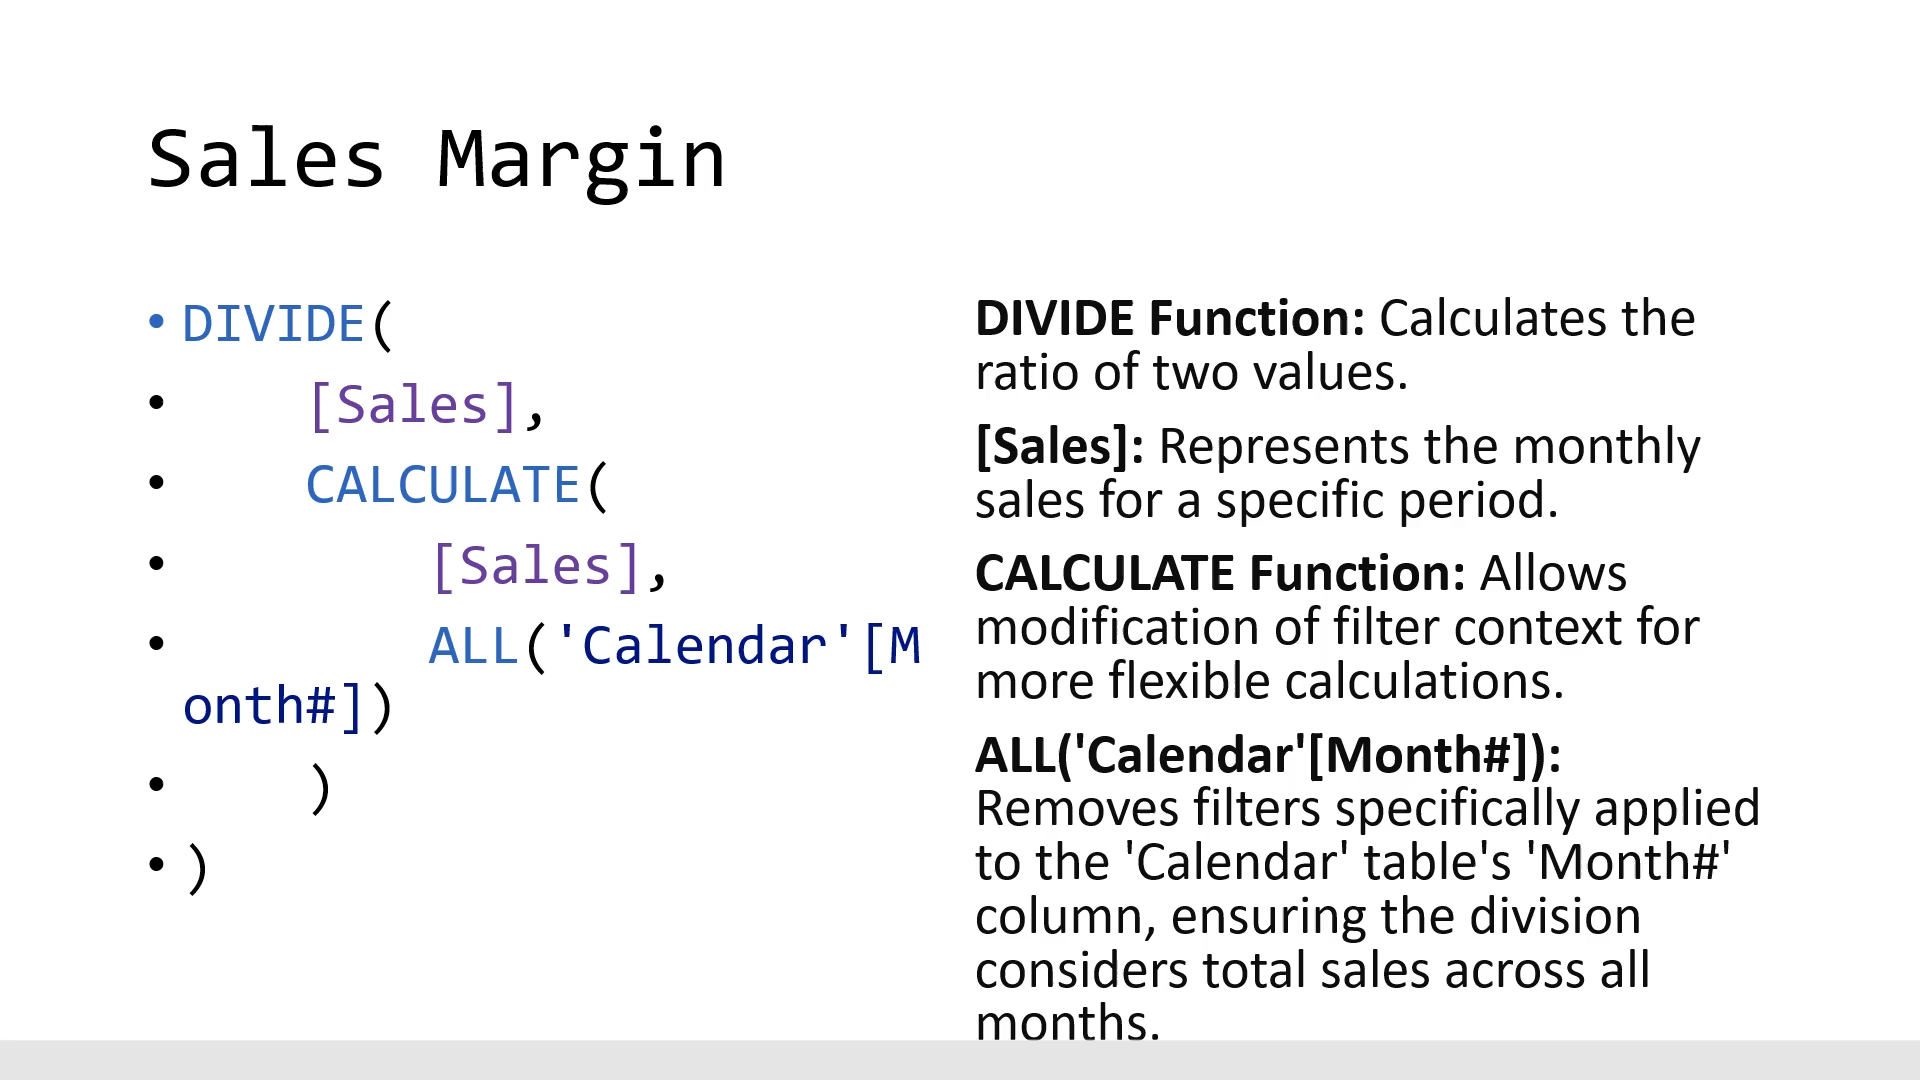 Sales Margin
• DIVIDE(
•     [Sales],
•     CALCULATE(
•         [Sales],
•         ALL('Calendar'[M
onth#])
•     )
• )
DIVIDE Function: Calculates the
ratio of two values.
[Sales]: Represents the monthly
sales for a specific period.
CALCULATE Function: Allows
modification of filter context for
more flexible calculations.
ALL('Calendar'[Month#]):
Removes filters specifically applied
to the 'Calendar' table's 'Month#'
column, ensuring the division
considers total sales across all
months.